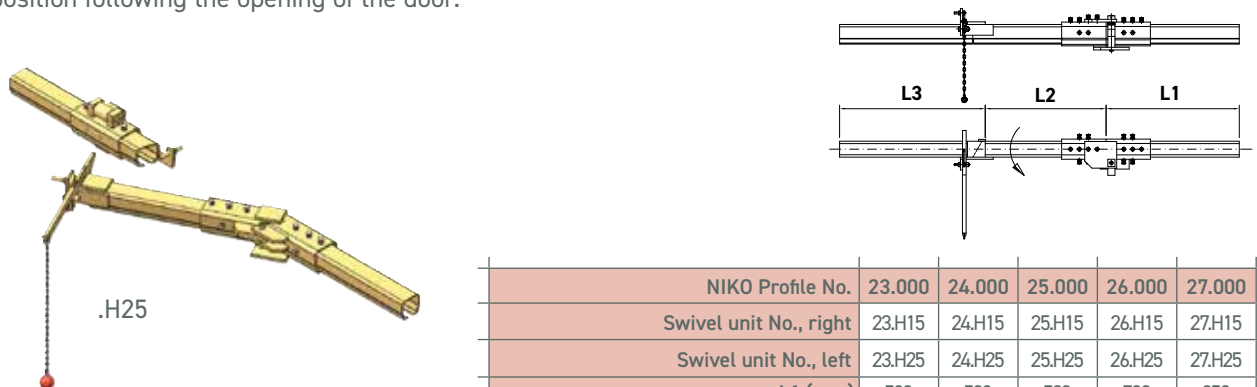 position following the opening of the door.
L3 L2 L1
.H25
NIKO Profile No. 23.000 24.000 25.000 26.000 27.000
Swivel unit No., right 23.H15 24.H15 25.H15 26.H15 27.H15
Swivel unit No., left 23.H25 24.H25 25.H25 26.H25 27.H25